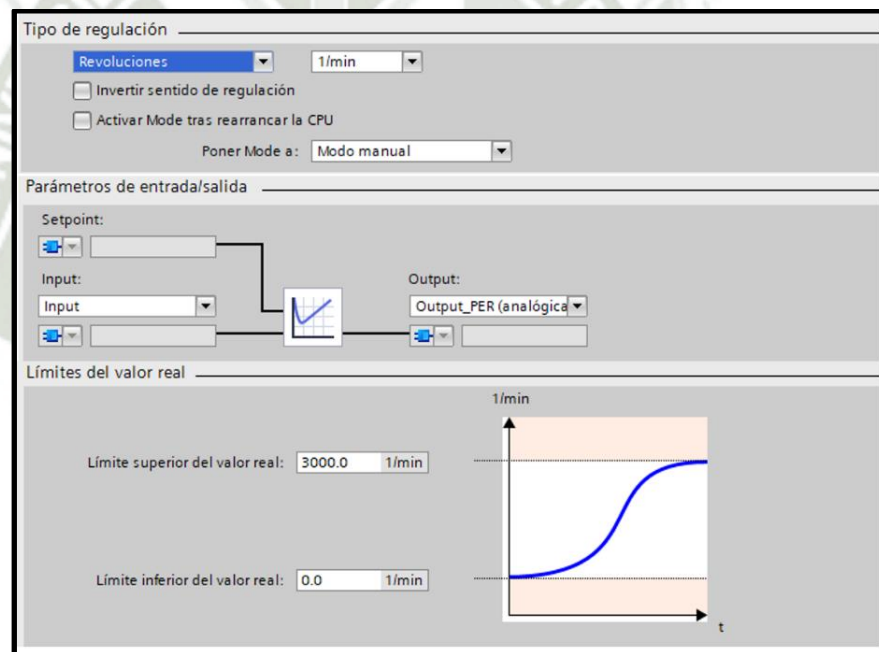 Tipo de regulación
Revoluciones 1/min
Invertir sentido de regulación
Activar Mode tras rearrancar la CPU
Poner Mode a: Modo manual
Parámetros de entrada/salida
Setpoint:
Input: Output:
Input Output_PER (analógica
Límites del valor real
1/min
Límite superior del valor real: 3000.0 1/min
Límite inferior del valor real: 0.0 1/min
t